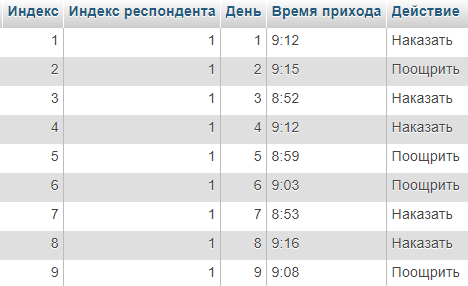 Индекс Индекс респондента День Время прихода Действие
1 1 1 9:12 Наказать
2 1 2 9:15 Поощрить
3 1 3 8:52 Наказать
4 1 4 9:12 Наказать
5 1 5 8:59 Поощрить
6 1 6 9:03 Поощрить
7 1 7 8:53 Наказать
8 1 8 9:16 Наказать
9 1 9 9:08 Поощрить